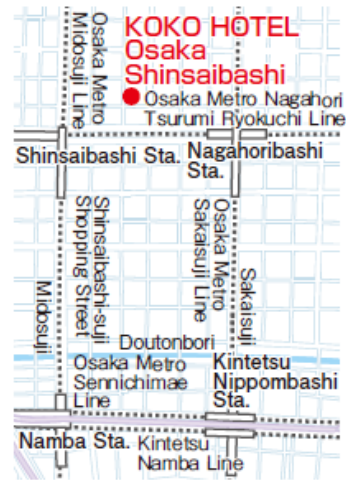 KOKO HOTEL
Osaka
Shinsaibashi
Osaka Metro
Midosuji Line
Osaka Metro Nagahori
Tsurumi Ryokuchi Line
Shinsaibashi Sta.
Nagahoribashi
Sta.
Shinsaibashi-suji
Shopping Street
Osaka Metro
Sakaisuji Line
Midosuji
Sakaisuji
Doutonbori
Osaka Metro
Sennichimae
Line
Kintetsu
Nippombashi
Sta.
Namba Sta.
Kintetsu
Namba Line